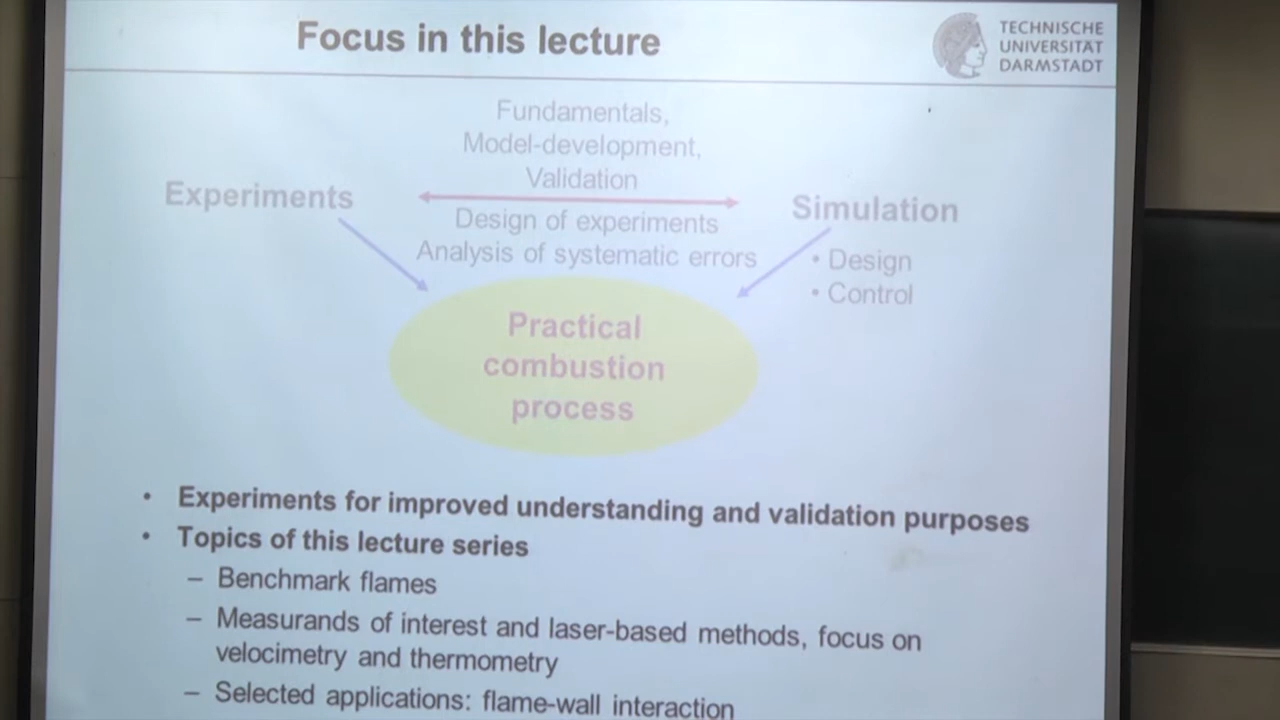 Focus in this lecture
TECHNISCHE
UNIVERSITÄT
DARMSTADT
Fundamentals,
Model-development,
Validation
Experiments
Simulation
Design of experiments
Analysis of systematic errors
• Design
• Control
Practical
combustion
process
• Experiments for improved understanding and validation purposes
• Topics of this lecture series
– Benchmark flames
– Measurands of interest and laser-based methods, focus on
velocimetry and thermometry
– Selected applications: flame-wall interaction